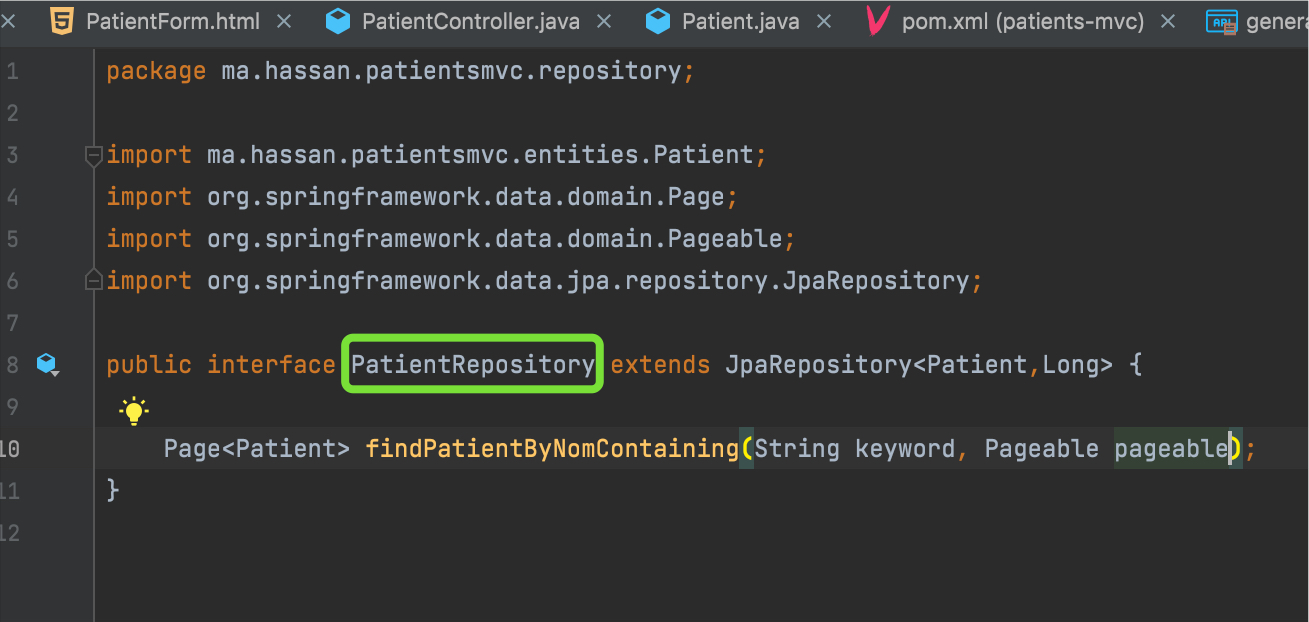 PatientForm.html PatientController.java Patient.java pom.xml (patients-mvc) API
1 package ma.hassan.patientsmvc.repository;
2
3 import ma.hassan.patientsmvc.entities.Patient;
4 import org.springframework.data.domain.Page;
5 import org.springframework.data.domain.Pageable;
6 import org.springframework.data.jpa.repository.JpaRepository;
7
8 public interface PatientRepository extends JpaRepository<Patient,Long> {
9
10 Page<Patient> findPatientByNomContaining(String keyword, Pageable pageable);
11 }
12